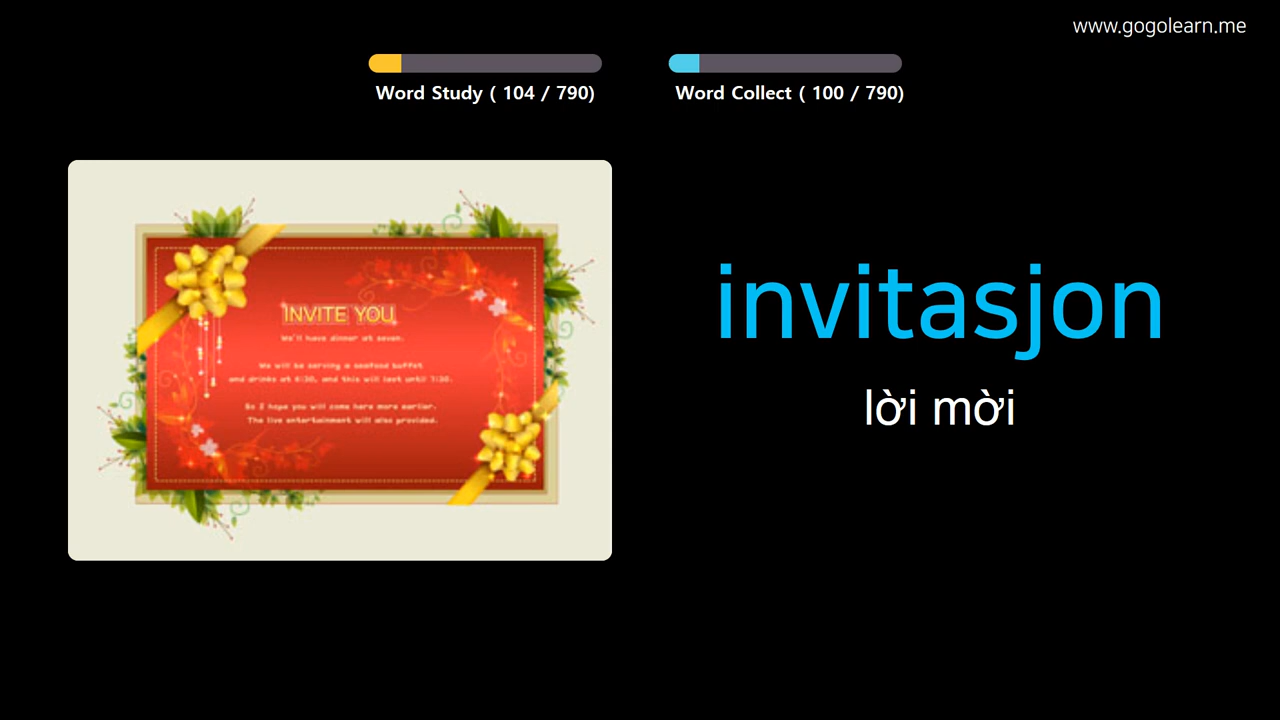 www.gogolearn.me
Word Study ( 104 / 790)
Word Collect ( 100 / 790)
INVITE YOU
We'll have dinner at seven.
We will be serving a seafood buffet
and drinks at 6:30, and this will last until 7:30.
So I hope you will come here more earlier.
The live entertainment will also provided.
invitasjon
lời mời